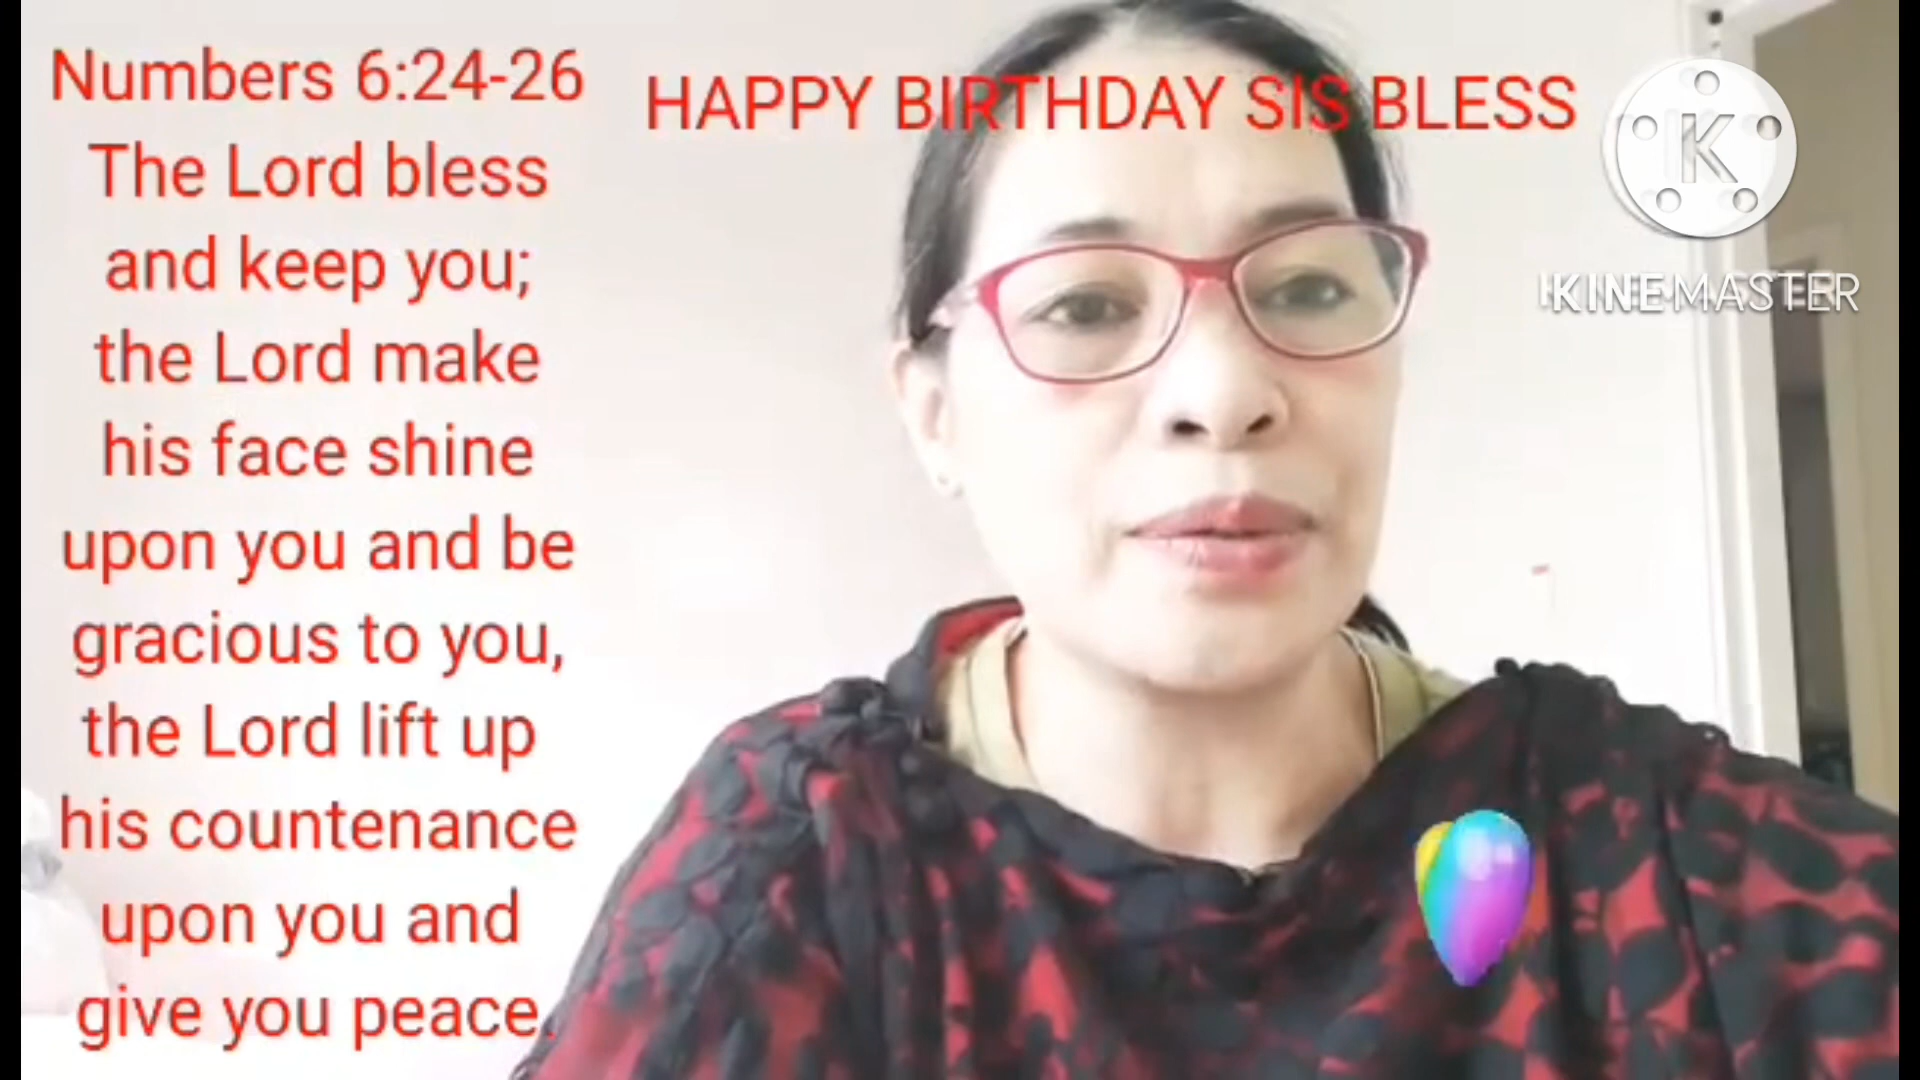 Numbers 6:24-26
The Lord bless
and keep you;
the Lord make
his face shine
upon you and be
gracious to you,
the Lord lift up
his countenance
upon you and
give you peace.
HAPPY BIRTHDAY SIS BLESS
K
KINEMASTER